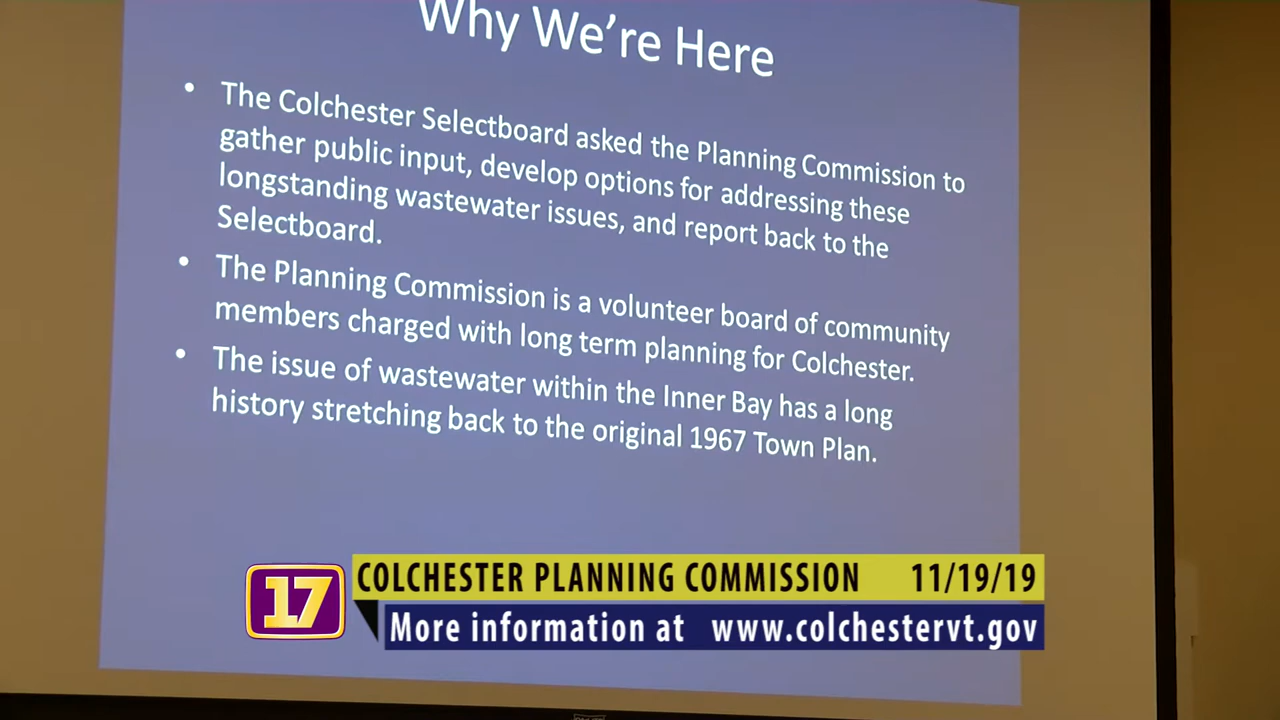 Why We're Here
• The Colchester Selectboard asked the Planning Commission to
gather public input, develop options for addressing these
longstanding wastewater issues, and report back to the
Selectboard.
• The Planning Commission is a volunteer board of community
members charged with long term planning for Colchester.
• The issue of wastewater within the Inner Bay has a long
history stretching back to the original 1967 Town Plan.
17
COLCHESTER PLANNING COMMISSION 11/19/19
More information at www.colchestervt.gov